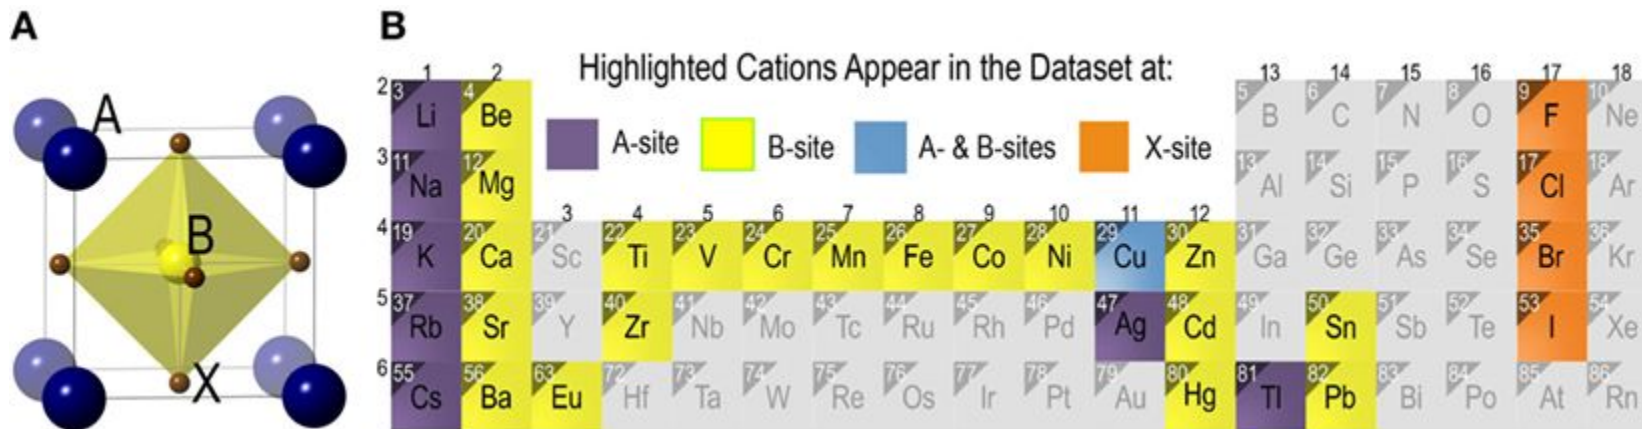 A B
A
B
X
Highlighted Cations Appear in the Dataset at:
A-site B-site A- & B-sites X-site
1 2 13 14 15 16 17 18
2 3 Li 4 Be 5 B 6 C 7 N 8 O 9 F 10 Ne
3 11 Na 12 Mg 13 Al 14 Si 15 P 16 S 17 Cl 18 Ar
3 4 5 6 7 8 9 10 11 12
4 19 K 20 Ca 21 Sc 22 Ti 23 V 24 Cr 25 Mn 26 Fe 27 Co 28 Ni 29 Cu 30 Zn 31 Ga 32 Ge 33 As 34 Se 35 Br 36 Kr
5 37 Rb 38 Sr 39 Y 40 Zr 41 Nb 42 Mo 43 Tc 44 Ru 45 Rh 46 Pd 47 Ag 48 Cd 49 In 50 Sn 51 Sb 52 Te 53 I 54 Xe
6 55 Cs 56 Ba 63 Eu 72 Hf 73 Ta 74 W 75 Re 76 Os 77 Ir 78 Pt 79 Au 80 Hg 81 Tl 82 Pb 83 Bi 84 Po 85 At 86 Rn